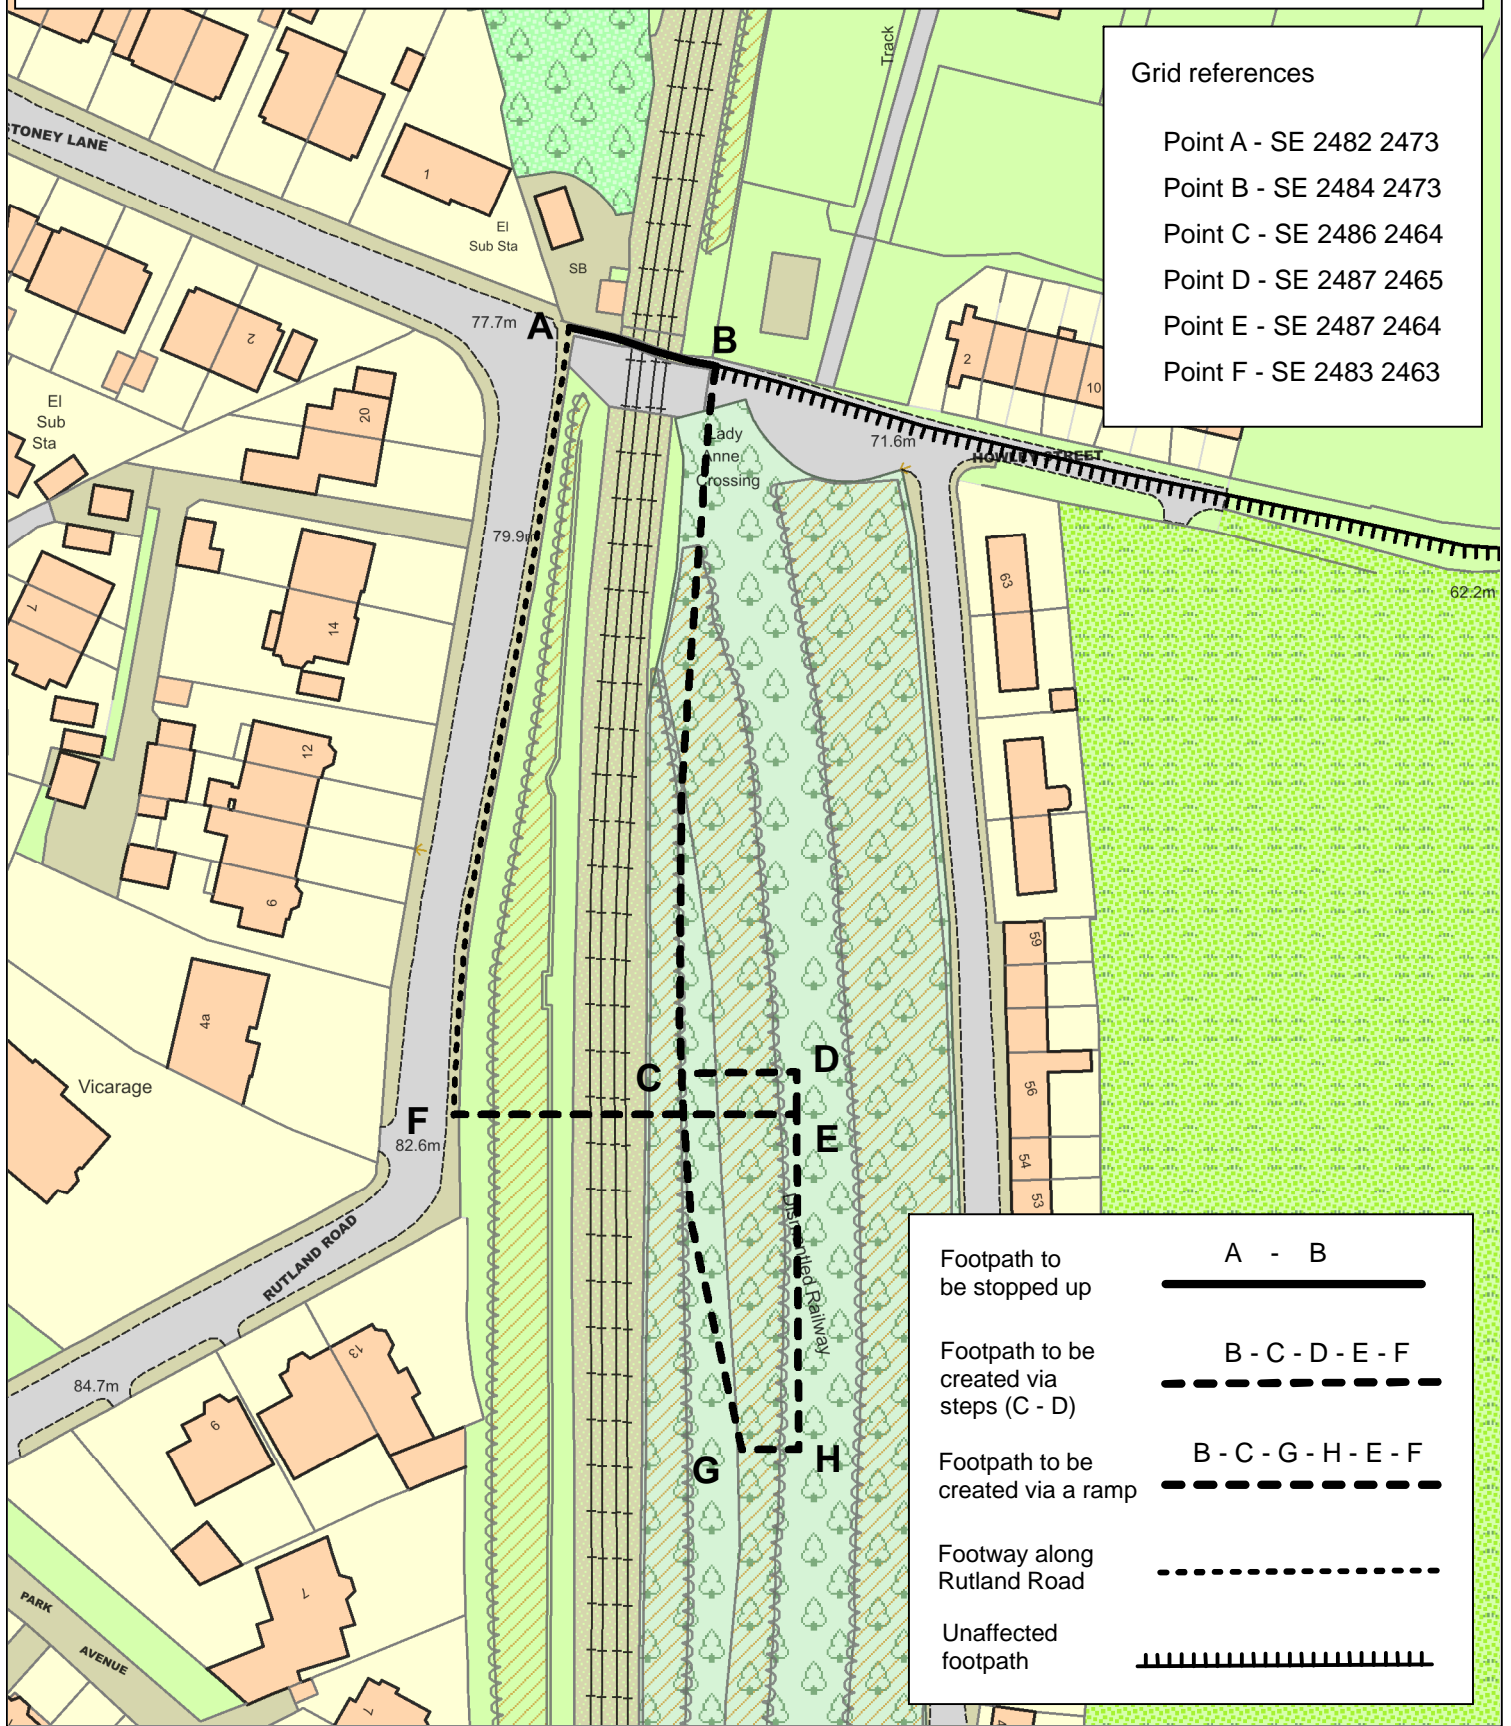 Grid references
Point A - SE 2482 2473
Point B - SE 2484 2473
Point C - SE 2486 2464
Point D - SE 2487 2465
Point E - SE 2487 2464
Point F - SE 2483 2463
Track
STONEY LANE
1
El
Sub Sta
SB
77.7m
A
B
2
2
10
El
Sub
Sta
20
Lady
Anne
Crossing
71.6m
HOWLEY STREET
79.9m
62.2m
63
7
14
12
6
59
4a
Vicarage
C
D
56
F
82.6m
E
54
53
RUTLAND ROAD
Dismantled Railway
13
84.7m
9
G
H
7
PARK
AVENUE
7
Footpath to
be stopped up
A - B
Footpath to be
created via
steps (C - D)
B - C - D - E - F
Footpath to be
created via a ramp
B - C - G - H - E - F
Footway along
Rutland Road
Unaffected
footpath